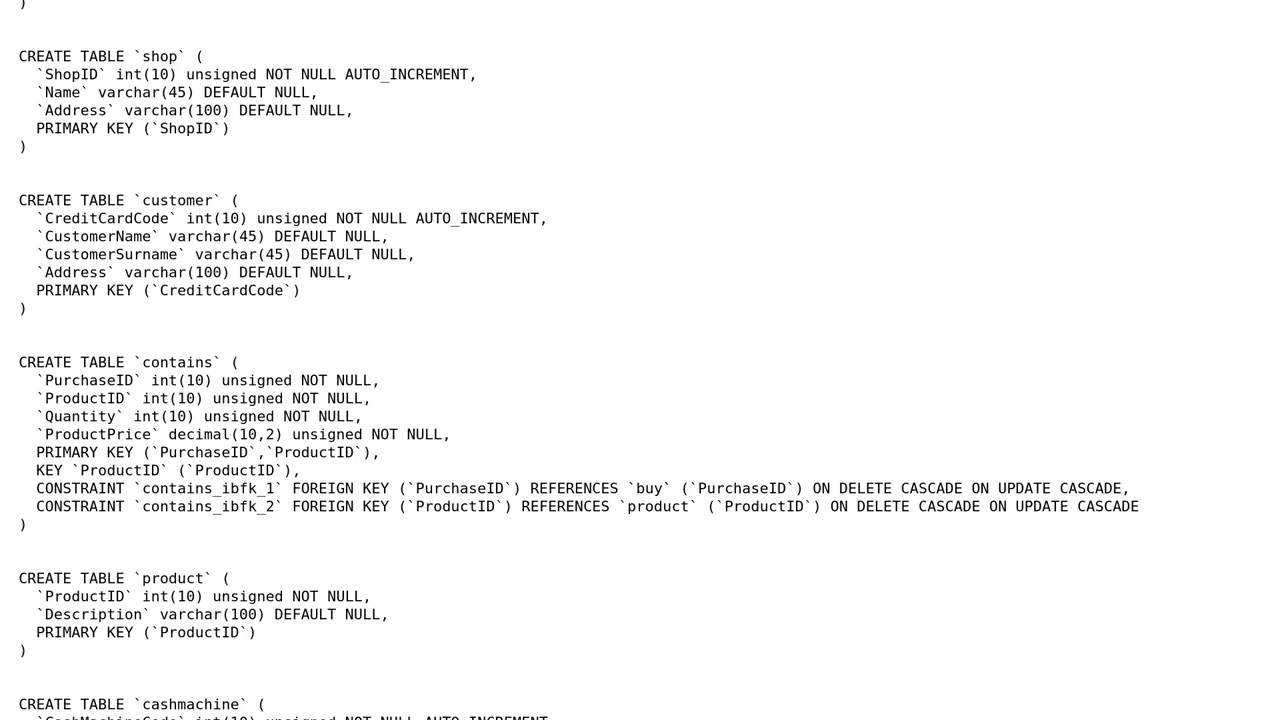 )
CREATE TABLE `shop` (
  `ShopID` int(10) unsigned NOT NULL AUTO_INCREMENT,
  `Name` varchar(45) DEFAULT NULL,
  `Address` varchar(100) DEFAULT NULL,
  PRIMARY KEY (`ShopID`)
)
CREATE TABLE `customer` (
  `CreditCardCode` int(10) unsigned NOT NULL AUTO_INCREMENT,
  `CustomerName` varchar(45) DEFAULT NULL,
  `CustomerSurname` varchar(45) DEFAULT NULL,
  `Address` varchar(100) DEFAULT NULL,
  PRIMARY KEY (`CreditCardCode`)
)
CREATE TABLE `contains` (
  `PurchaseID` int(10) unsigned NOT NULL,
  `ProductID` int(10) unsigned NOT NULL,
  `Quantity` int(10) unsigned NOT NULL,
  `ProductPrice` decimal(10,2) unsigned NOT NULL,
  PRIMARY KEY (`PurchaseID`,`ProductID`),
  KEY `ProductID` (`ProductID`),
  CONSTRAINT `contains_ibfk_1` FOREIGN KEY (`PurchaseID`) REFERENCES `buy` (`PurchaseID`) ON DELETE CASCADE ON UPDATE CASCADE,
  CONSTRAINT `contains_ibfk_2` FOREIGN KEY (`ProductID`) REFERENCES `product` (`ProductID`) ON DELETE CASCADE ON UPDATE CASCADE
)
CREATE TABLE `product` (
  `ProductID` int(10) unsigned NOT NULL,
  `Description` varchar(100) DEFAULT NULL,
  PRIMARY KEY (`ProductID`)
)
CREATE TABLE `cashmachine` (
  `CashMachineCode` int(10) unsigned NOT NULL AUTO_INCREMENT,